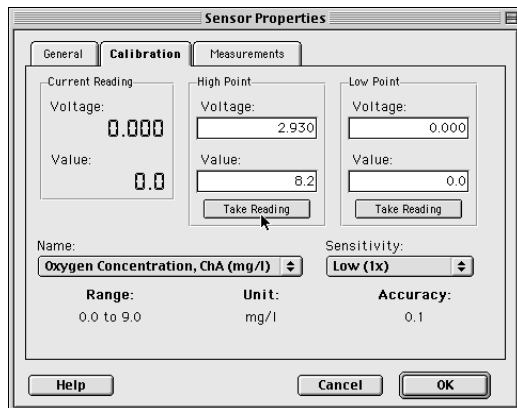 Sensor Properties
General
Calibration
Measurements
Current Reading
Voltage:
0.000
Value:
0.0
High Point
Voltage:
2.930
Value:
8.2
Take Reading
Low Point
Voltage:
0.000
Value:
0.0
Take Reading
Name:
Oxygen Concentration, ChA (mg/l)
Sensitivity:
Low (1x)
Range:
Unit:
Accuracy:
0.0 to 9.0
mg/l
0.1
Help
Cancel
OK